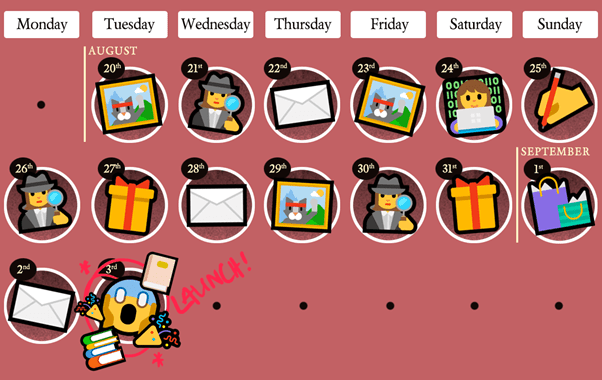 Monday Tuesday Wednesday Thursday Friday Saturday Sunday
AUGUST
20th 21st 22nd 23rd 24th 25th
SEPTEMBER
26th 27th 28th 29th 30th 31st 1st
2nd 3rd
LAUNCH!